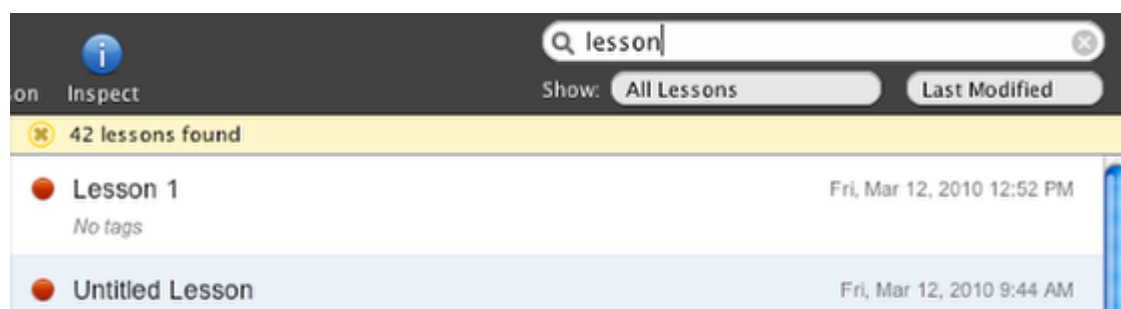 lesson
on Inspect
Show: All Lessons Last Modified
42 lessons found
Lesson 1 Fri, Mar 12, 2010 12:52 PM
No tags
Untitled Lesson Fri, Mar 12, 2010 9:44 AM